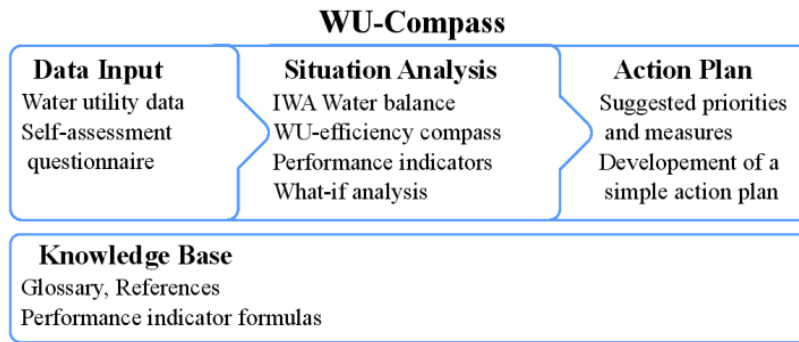 WU-Compass
Data Input
Water utility data
Self-assessment
questionnaire
Situation Analysis
IWA Water balance
WU-efficiency compass
Performance indicators
What-if analysis
Action Plan
Suggested priorities
and measures
Developement of a
simple action plan
Knowledge Base
Glossary, References
Performance indicator formulas